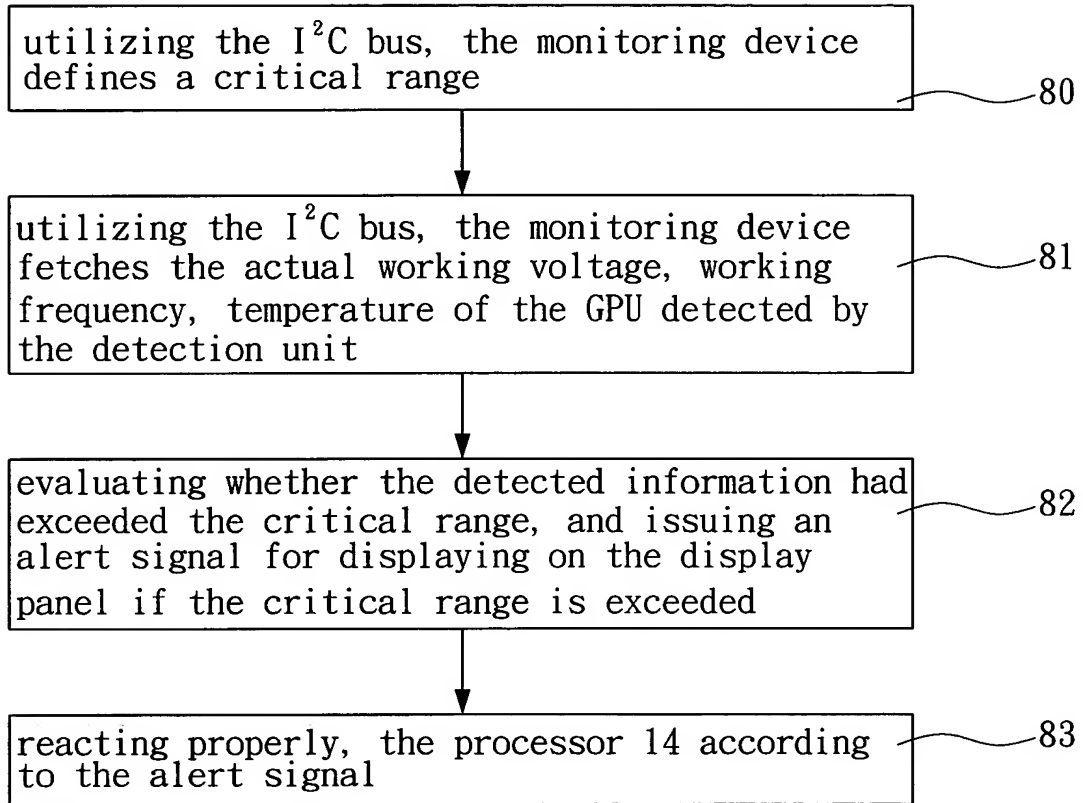 utilizing the I²C bus, the monitoring device
defines a critical range
80
utilizing the I²C bus, the monitoring device
fetches the actual working voltage, working
frequency, temperature of the GPU detected by
the detection unit
81
evaluating whether the detected information had
exceeded the critical range, and issuing an
alert signal for displaying on the display
panel if the critical range is exceeded
82
reacting properly, the processor 14 according
to the alert signal
83